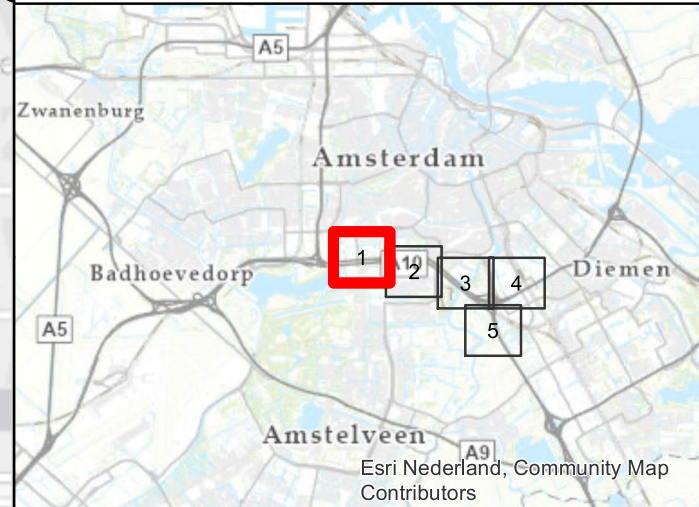 A5
Zwanenburg
Amsterdam
1
A10
2
Badhoevedorp
3
4
Diemen
A5
5
Amstelveen
A9
Esri Nederland, Community Map
Contributors